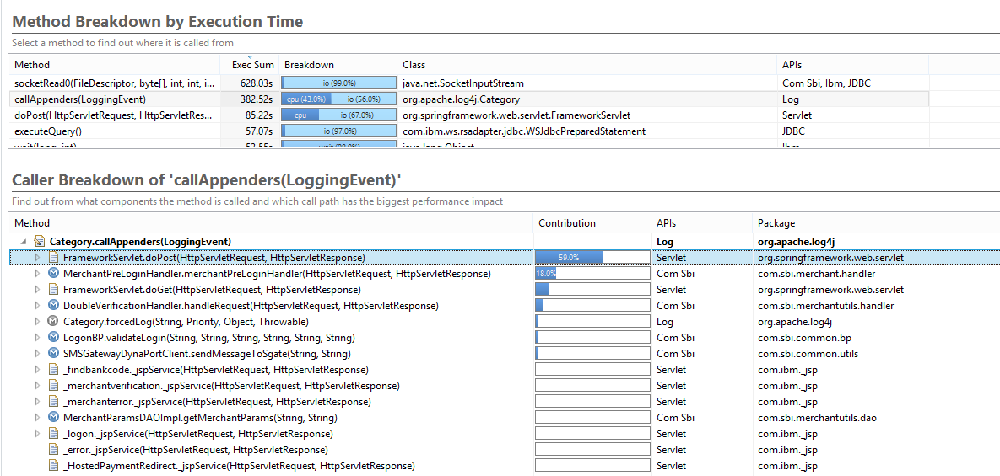 Method Breakdown by Execution Time
Select a method to find out where it is called from
Method Exec Sum Breakdown Class APIs
socketRead0(FileDescriptor, byte[], int, int, i... 628.03s io (99.0%) java.net.SocketInputStream Com Sbi, Ibm, JDBC
callAppenders(LoggingEvent) 382.52s cpu (43.0%) io (56.0%) org.apache.log4j.Category Log
doPost(HttpServletRequest, HttpServletRes... 85.22s cpu io (67.0%) org.springframework.web.servlet.FrameworkServlet Servlet
executeQuery() 57.07s io (97.0%) com.ibm.ws.rsadapter.jdbc.WSJdbcPreparedStatement JDBC
wait(long, int) 53.55s wait (98.0%) java.lang.Object Ibm
Caller Breakdown of 'callAppenders(LoggingEvent)'
Find out from what components the method is called and which call path has the biggest performance impact
Method Contribution APIs Package
Category.callAppenders(LoggingEvent) Log org.apache.log4j
FrameworkServlet.doPost(HttpServletRequest, HttpServletResponse) 59.0% Servlet org.springframework.web.servlet
MerchantPreLoginHandler.merchantPreLoginHandler(HttpServletRequest, HttpServletResponse) 18.0% Com Sbi com.sbi.merchant.handler
FrameworkServlet.doGet(HttpServletRequest, HttpServletResponse) Servlet org.springframework.web.servlet
DoubleVerificationHandler.handleRequest(HttpServletRequest, HttpServletResponse) Com Sbi com.sbi.merchantutils.handler
Category.forcedLog(String, Priority, Object, Throwable) Log org.apache.log4j
LogonBP.validateLogin(String, String, String, String, String, String) Com Sbi com.sbi.common.bp
SMSGatewayDynaPortClient.sendMessageToSgate(String, String) Com Sbi com.sbi.common.utils
_findbankcode._jspService(HttpServletRequest, HttpServletResponse) Servlet com.ibm._jsp
_merchantverification._jspService(HttpServletRequest, HttpServletResponse) Servlet com.ibm._jsp
_merchanterror._jspService(HttpServletRequest, HttpServletResponse) Servlet com.ibm._jsp
MerchantParamsDAOImpl.getMerchantParams(String, String) Com Sbi com.sbi.merchantutils.dao
_logon._jspService(HttpServletRequest, HttpServletResponse) Servlet com.ibm._jsp
_error._jspService(HttpServletRequest, HttpServletResponse) Servlet com.ibm._jsp
_HostedPaymentRedirect._jspService(HttpServletRequest, HttpServletResponse) Servlet com.ibm._jsp